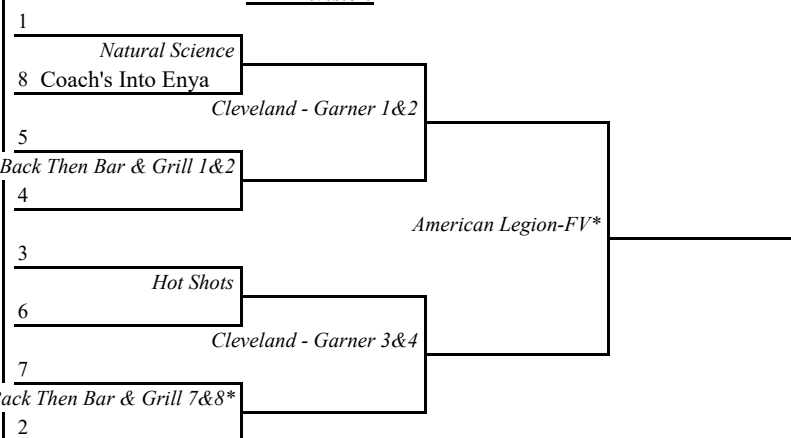 1
Natural Science
8 Coach's Into Enya
Cleveland - Garner 1&2
5
Back Then Bar & Grill 1&2
4
American Legion-FV*
3
Hot Shots
6
Cleveland - Garner 3&4
7
Back Then Bar & Grill 7&8*
2